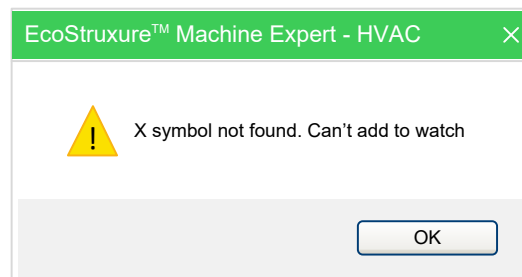 EcoStruxure™ Machine Expert - HVAC
X symbol not found. Can’t add to watch
OK